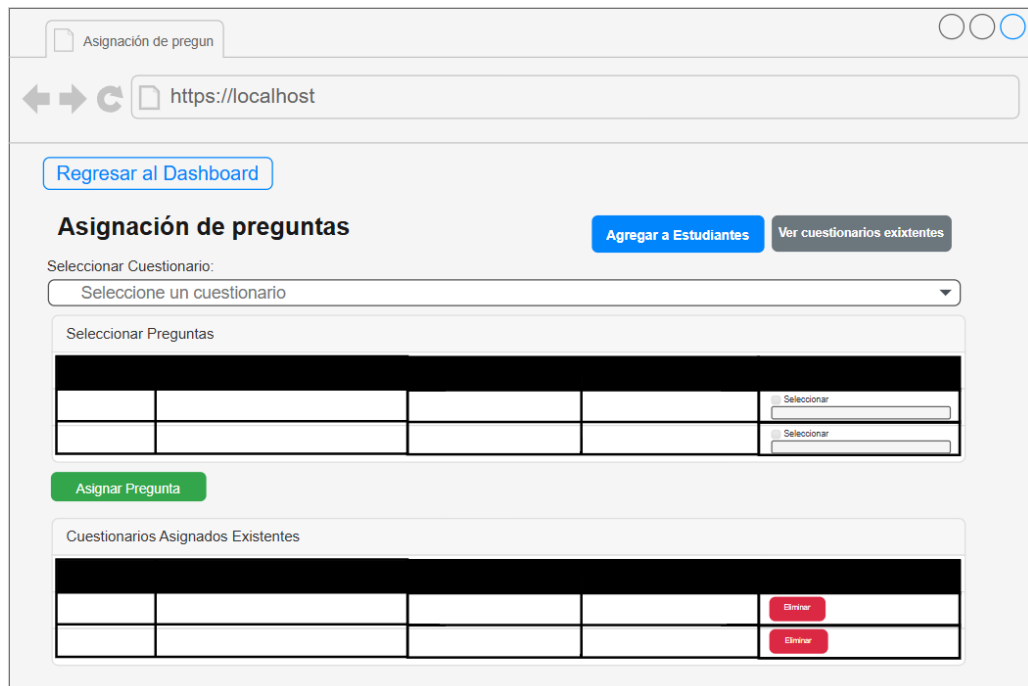 Asignación de pregun
https://localhost
Regresar al Dashboard
Asignación de preguntas
Agregar a Estudiantes
Ver cuestionarios exixtentes
Seleccionar Cuestionario:
Seleccione un cuestionario
Seleccionar Preguntas
Seleccionar
Seleccionar
Asignar Pregunta
Cuestionarios Asignados Existentes
Eliminar
Eliminar